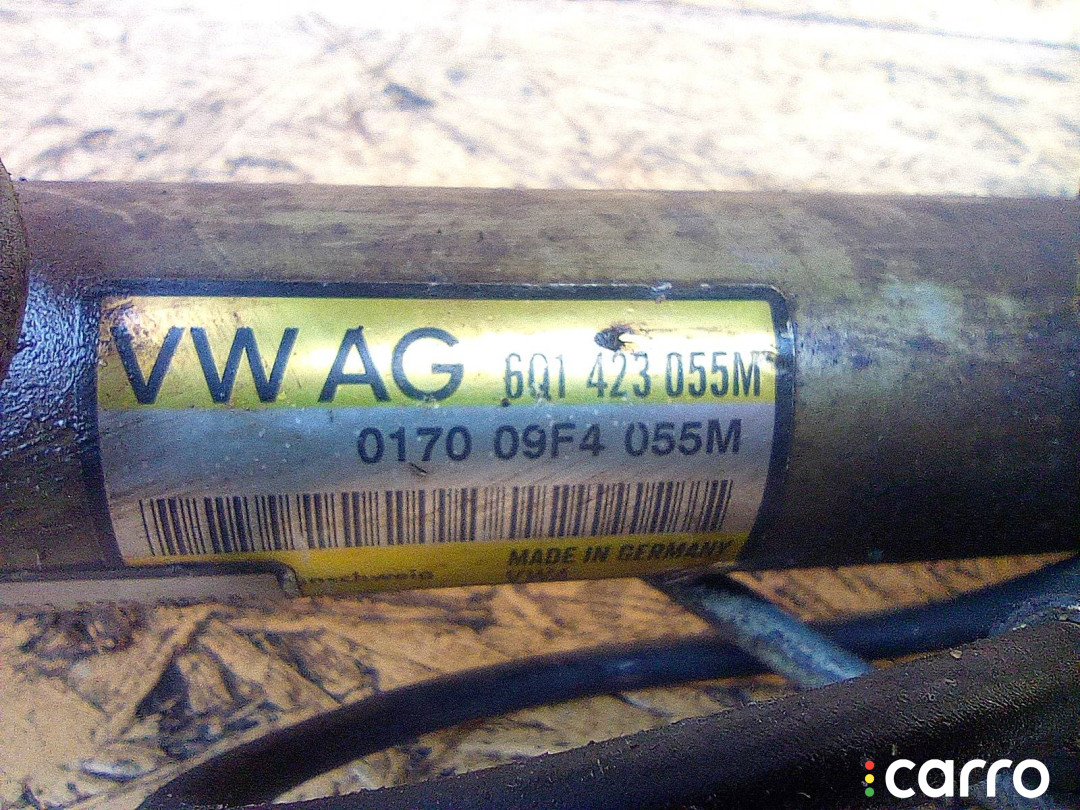 VW AG 6Q1 423 055M
0170 09F4 055M
MADE IN GERMANY
carro